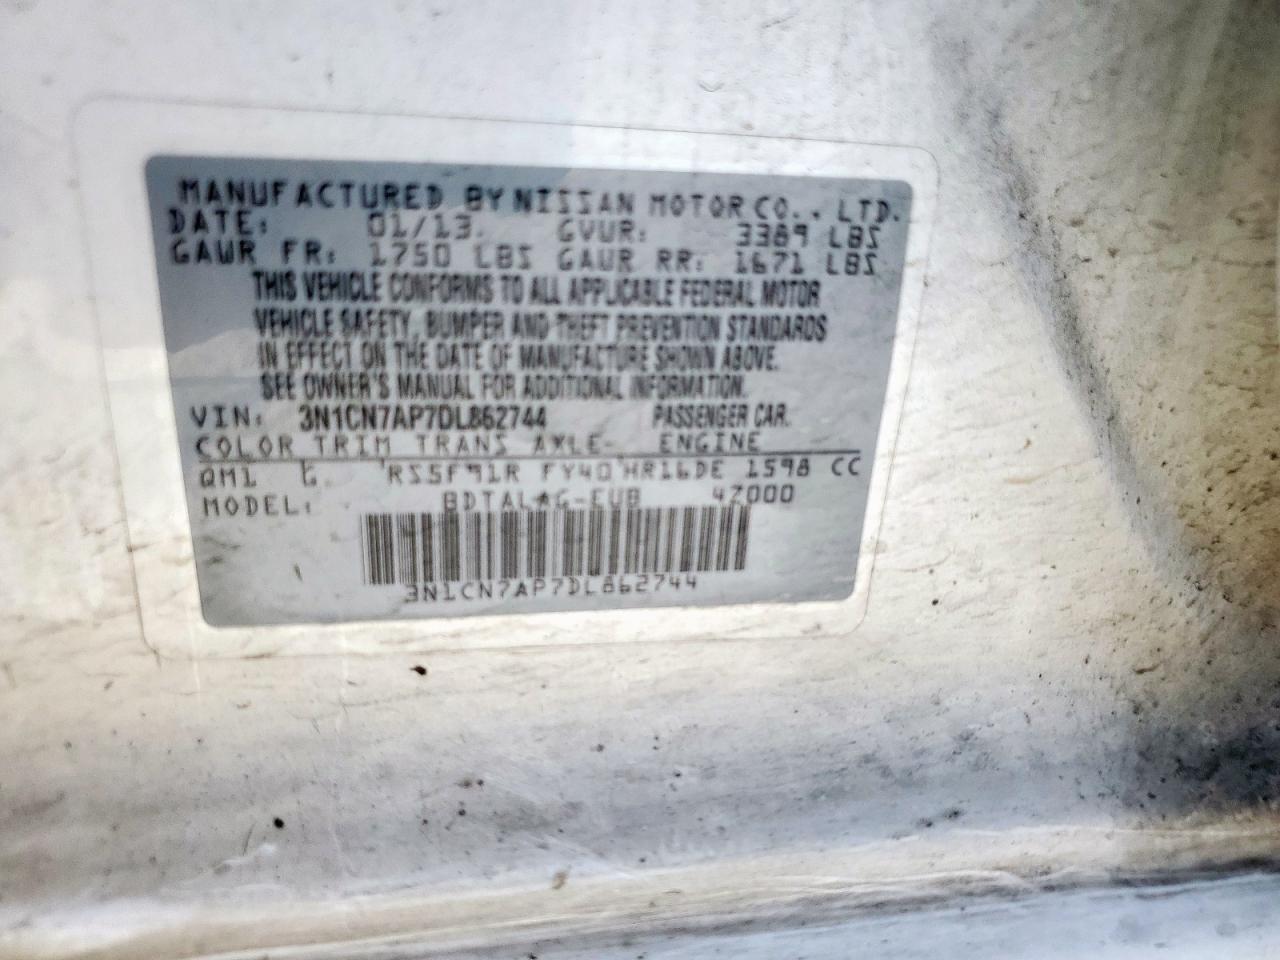 MANUFACTURED BY NISSAN MOTOR CO., LTD.
DATE: 01/13. GVWR: 3389 LBS
GAWR FR: 1750 LBS GAWR RR: 1671 LBS
THIS VEHICLE CONFORMS TO ALL APPLICABLE FEDERAL MOTOR
VEHICLE SAFETY, BUMPER AND THEFT PREVENTION STANDARDS
IN EFFECT ON THE DATE OF MANUFACTURE SHOWN ABOVE.
SEE OWNER'S MANUAL FOR ADDITIONAL INFORMATION.
VIN: 3N1CN7AP7DL862744 PASSENGER CAR.
COLOR TRIM TRANS AXLE ENGINE
QM1 G RS5F91R FY40 HR16DE 1598 CC
MODEL: BDTALAG-EUB 4Z000
3N1CN7AP7DL862744